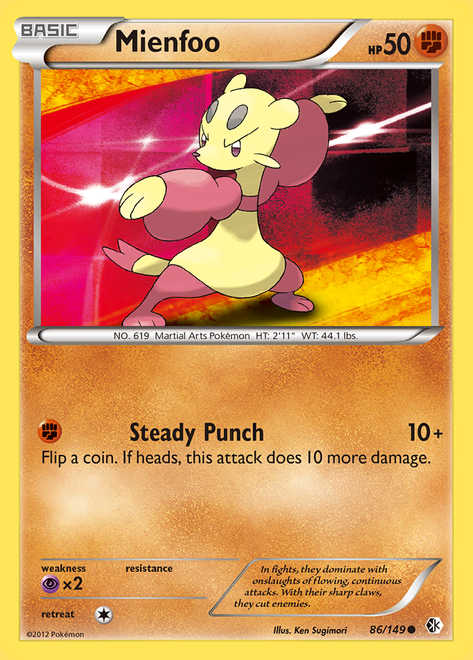 BASIC
Mienfoo
HP50
NO. 619 Martial Arts Pokémon HT: 2'11" WT: 44.1 lbs.
Steady Punch 10+
Flip a coin. If heads, this attack does 10 more damage.
weakness resistance
×2
retreat
In fights, they dominate with
onslaughts of flowing, continuous
attacks. With their sharp claws,
they cut enemies.
©2012 Pokémon
Illus. Ken Sugimori
86/149